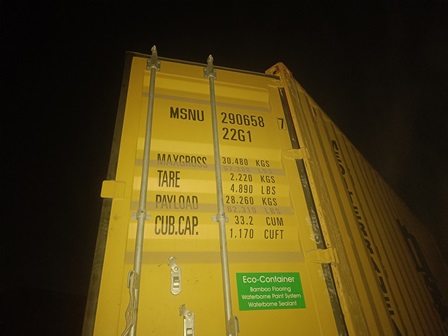 MSNU 290658 7
22G1
MAXGROSS 30.480 KGS
TARE 2.220 KGS
4.890 LBS
PAYLOAD 28.260 KGS
CUB.CAP. 33.2 CUM
1.170 CUFT
Eco-Container
Bamboo Flooring
Waterborne Paint System
Waterborne Sealant